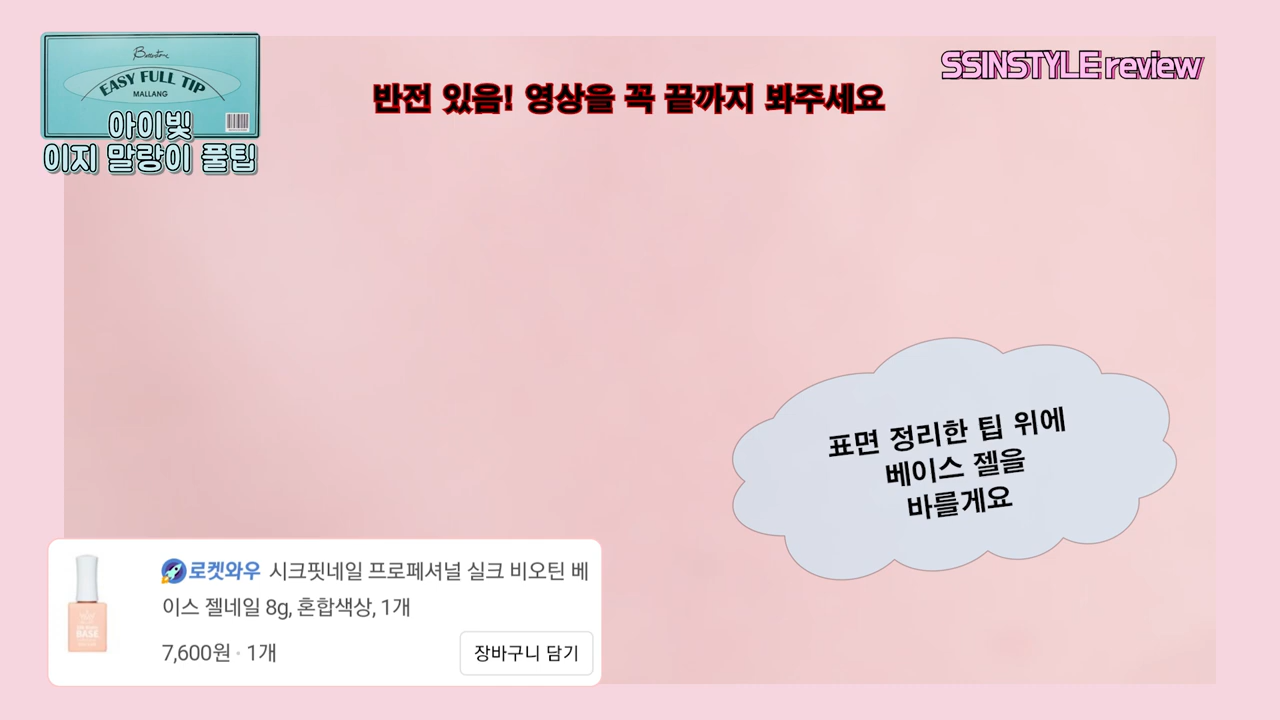 EASY FULL TIP
MALLANG
아이빛
이지 말랑이 풀팁
반전 있음! 영상을 꼭 끝까지 봐주세요
SSINSTYLE review
표면 정리한 팁 위에
베이스 젤을
바를게요
로켓와우 시크핏네일 프로페셔널 실크 비오틴 베
이스 젤네일 8g, 혼합색상, 1개
7,600원 · 1개
장바구니 담기
BASE